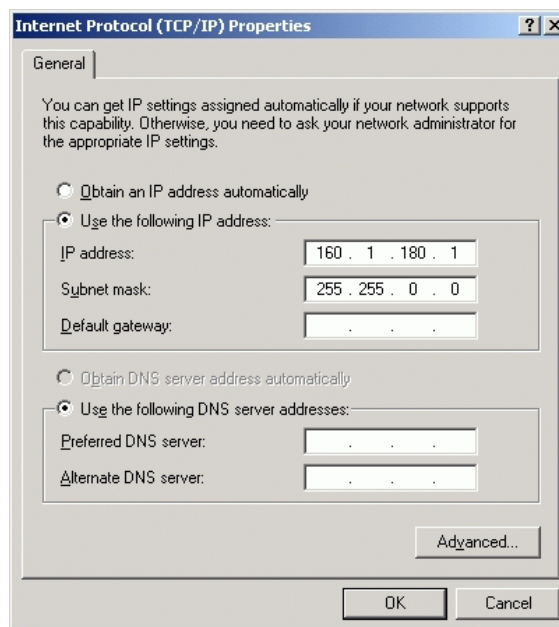 Internet Protocol (TCP/IP) Properties
General
You can get IP settings assigned automatically if your network supports
this capability. Otherwise, you need to ask your network administrator for
the appropriate IP settings.
Obtain an IP address automatically
Use the following IP address:
IP address: 160 . 1 . 180 . 1
Subnet mask: 255 . 255 . 0 . 0
Default gateway: . . .
Obtain DNS server address automatically
Use the following DNS server addresses:
Preferred DNS server: . . .
Alternate DNS server: . . .
Advanced...
OK Cancel